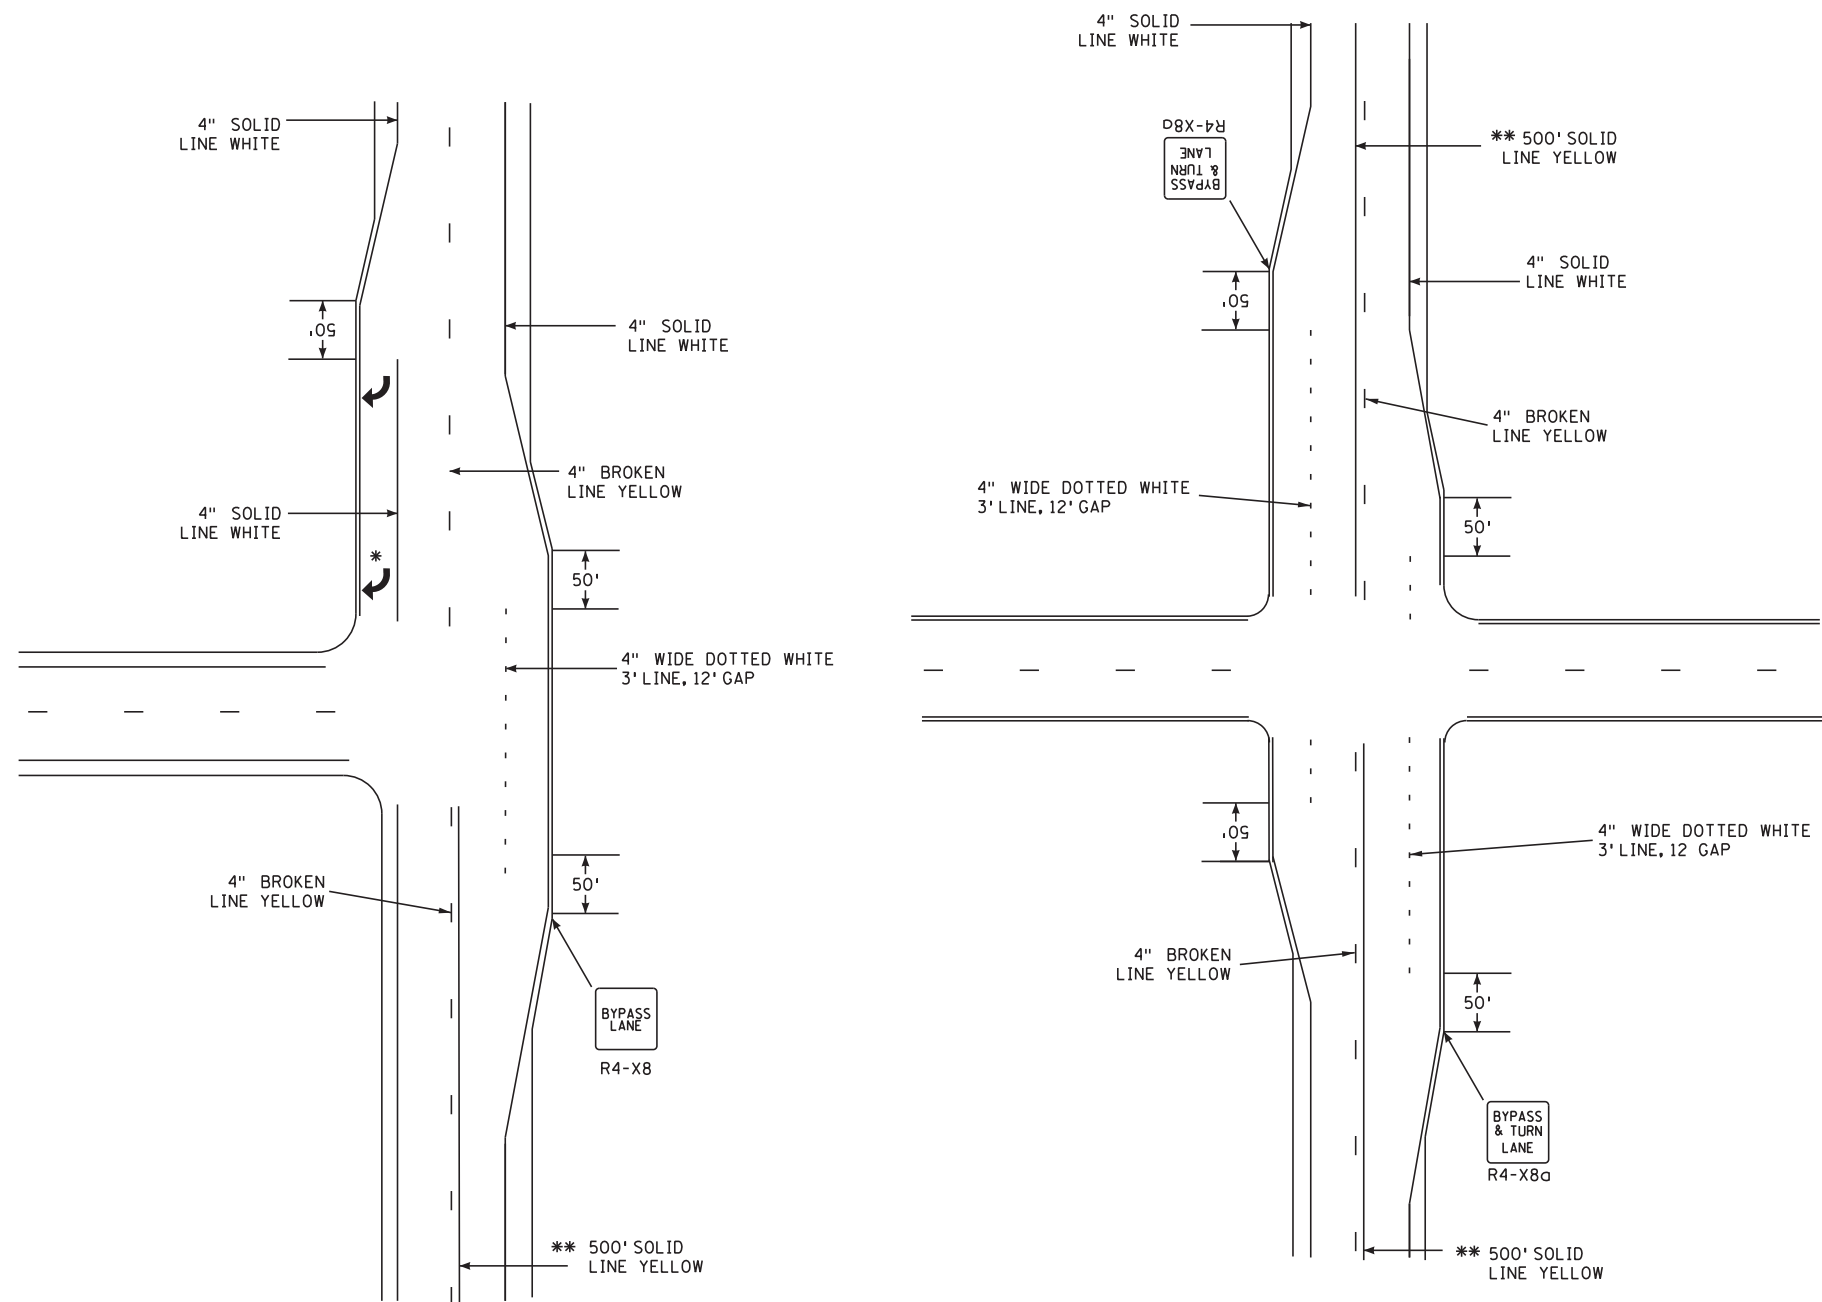 4" SOLID
LINE WHITE
50'
4" SOLID
LINE WHITE
*
4" SOLID
LINE WHITE
4" BROKEN
LINE YELLOW
50'
4" WIDE DOTTED WHITE
3' LINE, 12' GAP
50'
4" BROKEN
LINE YELLOW
BYPASS
LANE
R4-X8
** 500' SOLID
LINE YELLOW
4" SOLID
LINE WHITE
R4-X8a
BYPASS
& TURN
LANE
** 500' SOLID
LINE YELLOW
50'
4" SOLID
LINE WHITE
4" BROKEN
LINE YELLOW
4" WIDE DOTTED WHITE
3' LINE, 12' GAP
50'
50'
4" WIDE DOTTED WHITE
3' LINE, 12 GAP
4" BROKEN
LINE YELLOW
50'
BYPASS
& TURN
LANE
R4-X8a
** 500' SOLID
LINE YELLOW